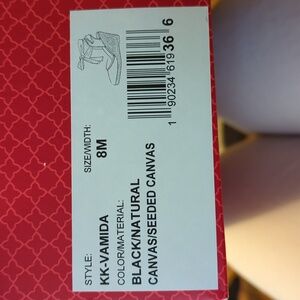 STYLE:
KK-VAMIDA
SIZE/WIDTH:
8M
COLOR/MATERIAL:
BLACK/NATURAL
CANVAS/SEEDED CANVAS
1 90234 61936 6